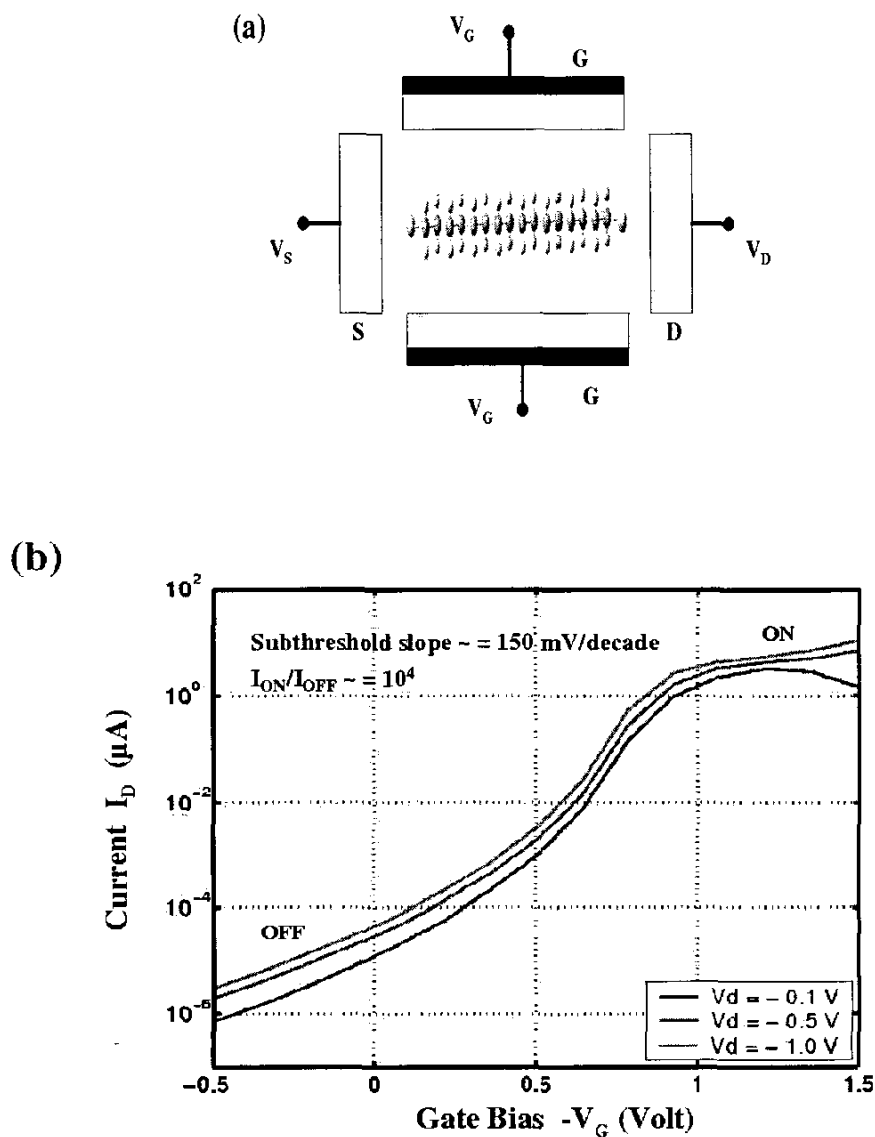 (a)
V_G
G
V_S
V_D
S
D
V_G
G
(b)
Current I_D (µA)
10^2
10^0
10^-2
10^-4
10^-6
Subthreshold slope ~ = 150 mV/decade
I_ON/I_OFF ~ = 10^4
ON
OFF
Vd = - 0.1 V
Vd = - 0.5 V
Vd = - 1.0 V
-0.5
0
0.5
1
1.5
Gate Bias -V_G (Volt)